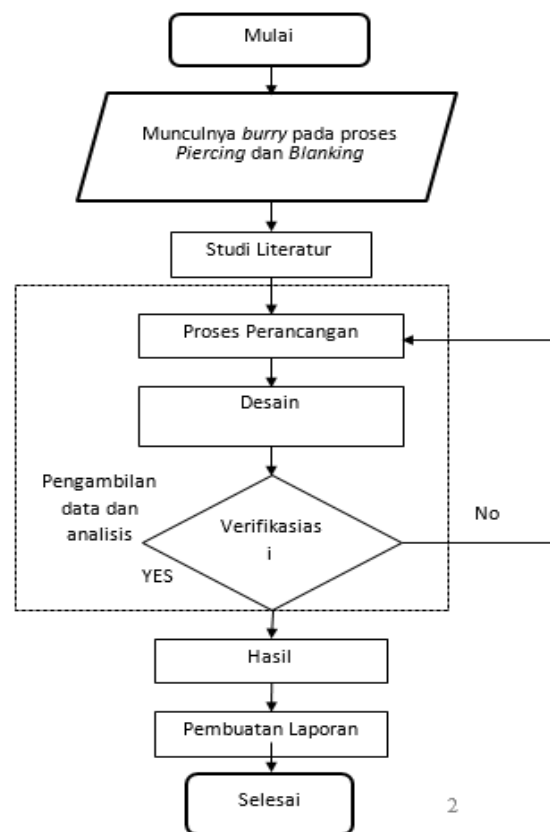 Mulai
Munculnya burry pada proses
Piercing dan Blanking
Studi Literatur
Proses Perancangan
Desain
Pengambilan
data dan
analisis
Verifikasias
i
No
YES
Hasil
Pembuatan Laporan
Selesai
2